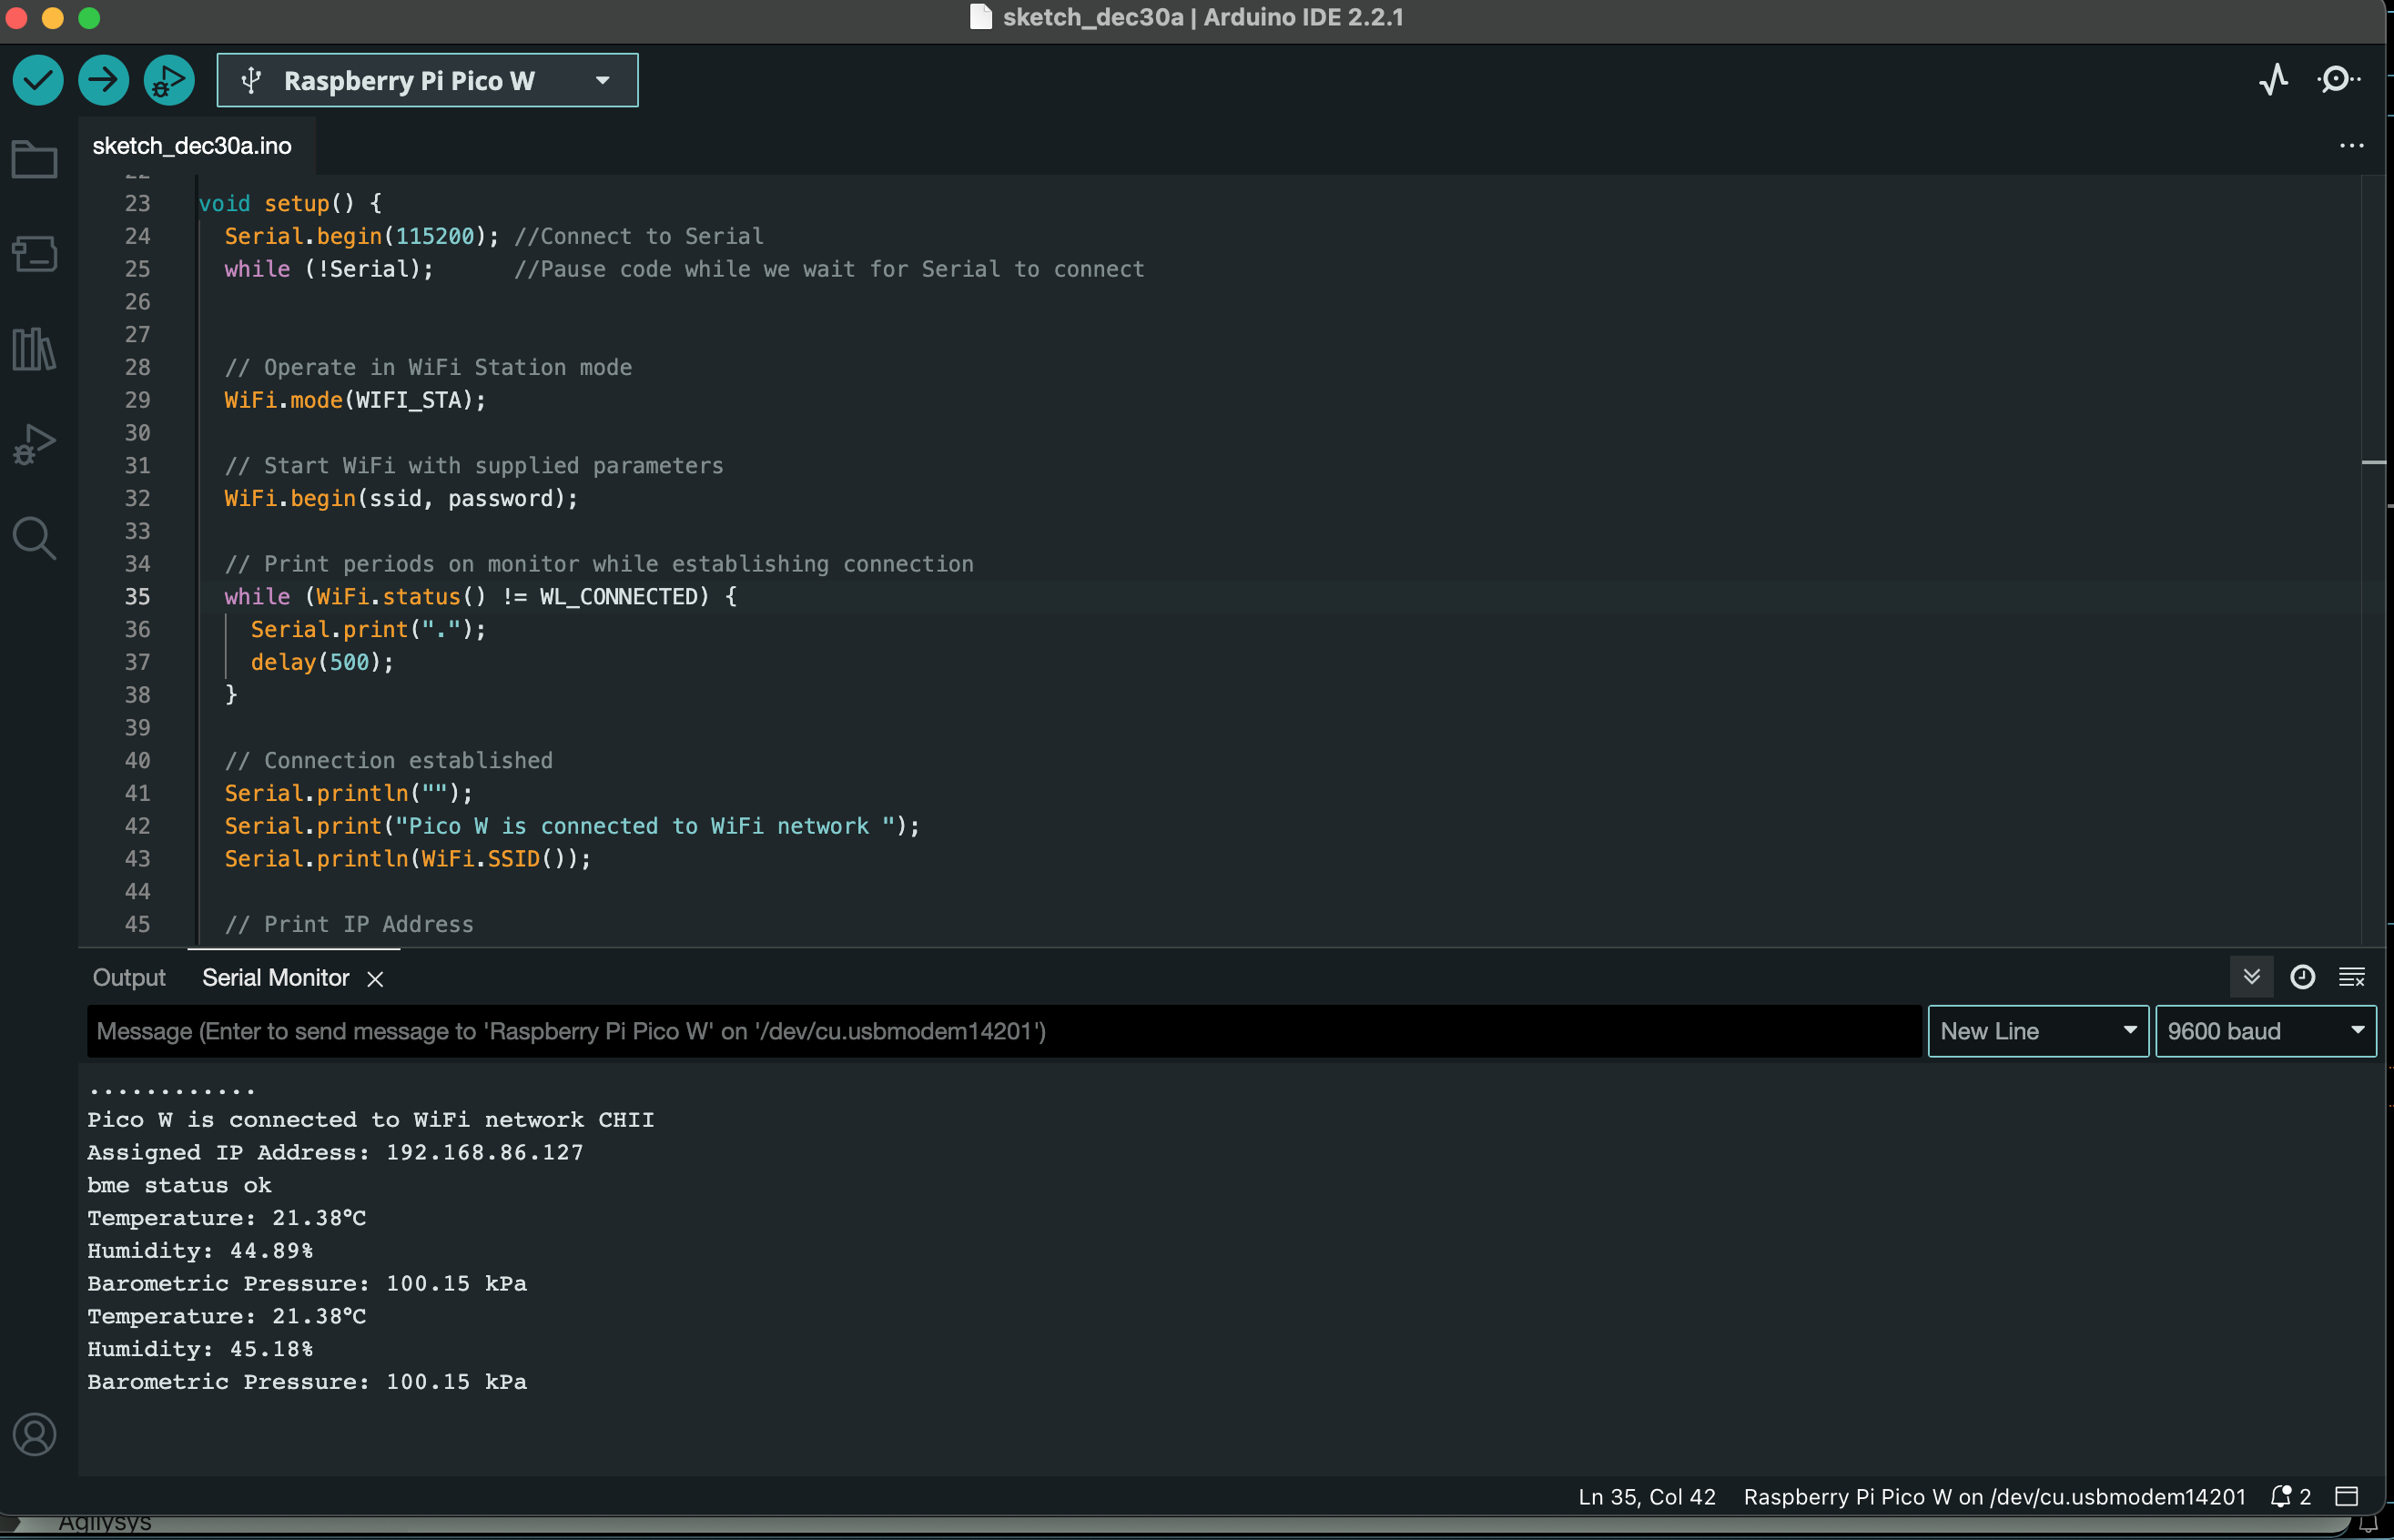 sketch_dec30a | Arduino IDE 2.2.1
Raspberry Pi Pico W
sketch_dec30a.ino
22
23 void setup() {
24 Serial.begin(115200); //Connect to Serial
25 while (!Serial); //Pause code while we wait for Serial to connect
26
27
28 // Operate in WiFi Station mode
29 WiFi.mode(WIFI_STA);
30
31 // Start WiFi with supplied parameters
32 WiFi.begin(ssid, password);
33
34 // Print periods on monitor while establishing connection
35 while (WiFi.status() != WL_CONNECTED) {
36 Serial.print(".");
37 delay(500);
38 }
39
40 // Connection established
41 Serial.println("");
42 Serial.print("Pico W is connected to WiFi network ");
43 Serial.println(WiFi.SSID());
44
45 // Print IP Address
Output Serial Monitor
Message (Enter to send message to 'Raspberry Pi Pico W' on '/dev/cu.usbmodem14201') New Line 9600 baud
............
Pico W is connected to WiFi network CHII
Assigned IP Address: 192.168.86.127
bme status ok
Temperature: 21.38°C
Humidity: 44.89%
Barometric Pressure: 100.15 kPa
Temperature: 21.38°C
Humidity: 45.18%
Barometric Pressure: 100.15 kPa
Ln 35, Col 42 Raspberry Pi Pico W on /dev/cu.usbmodem14201 2
Agilysys